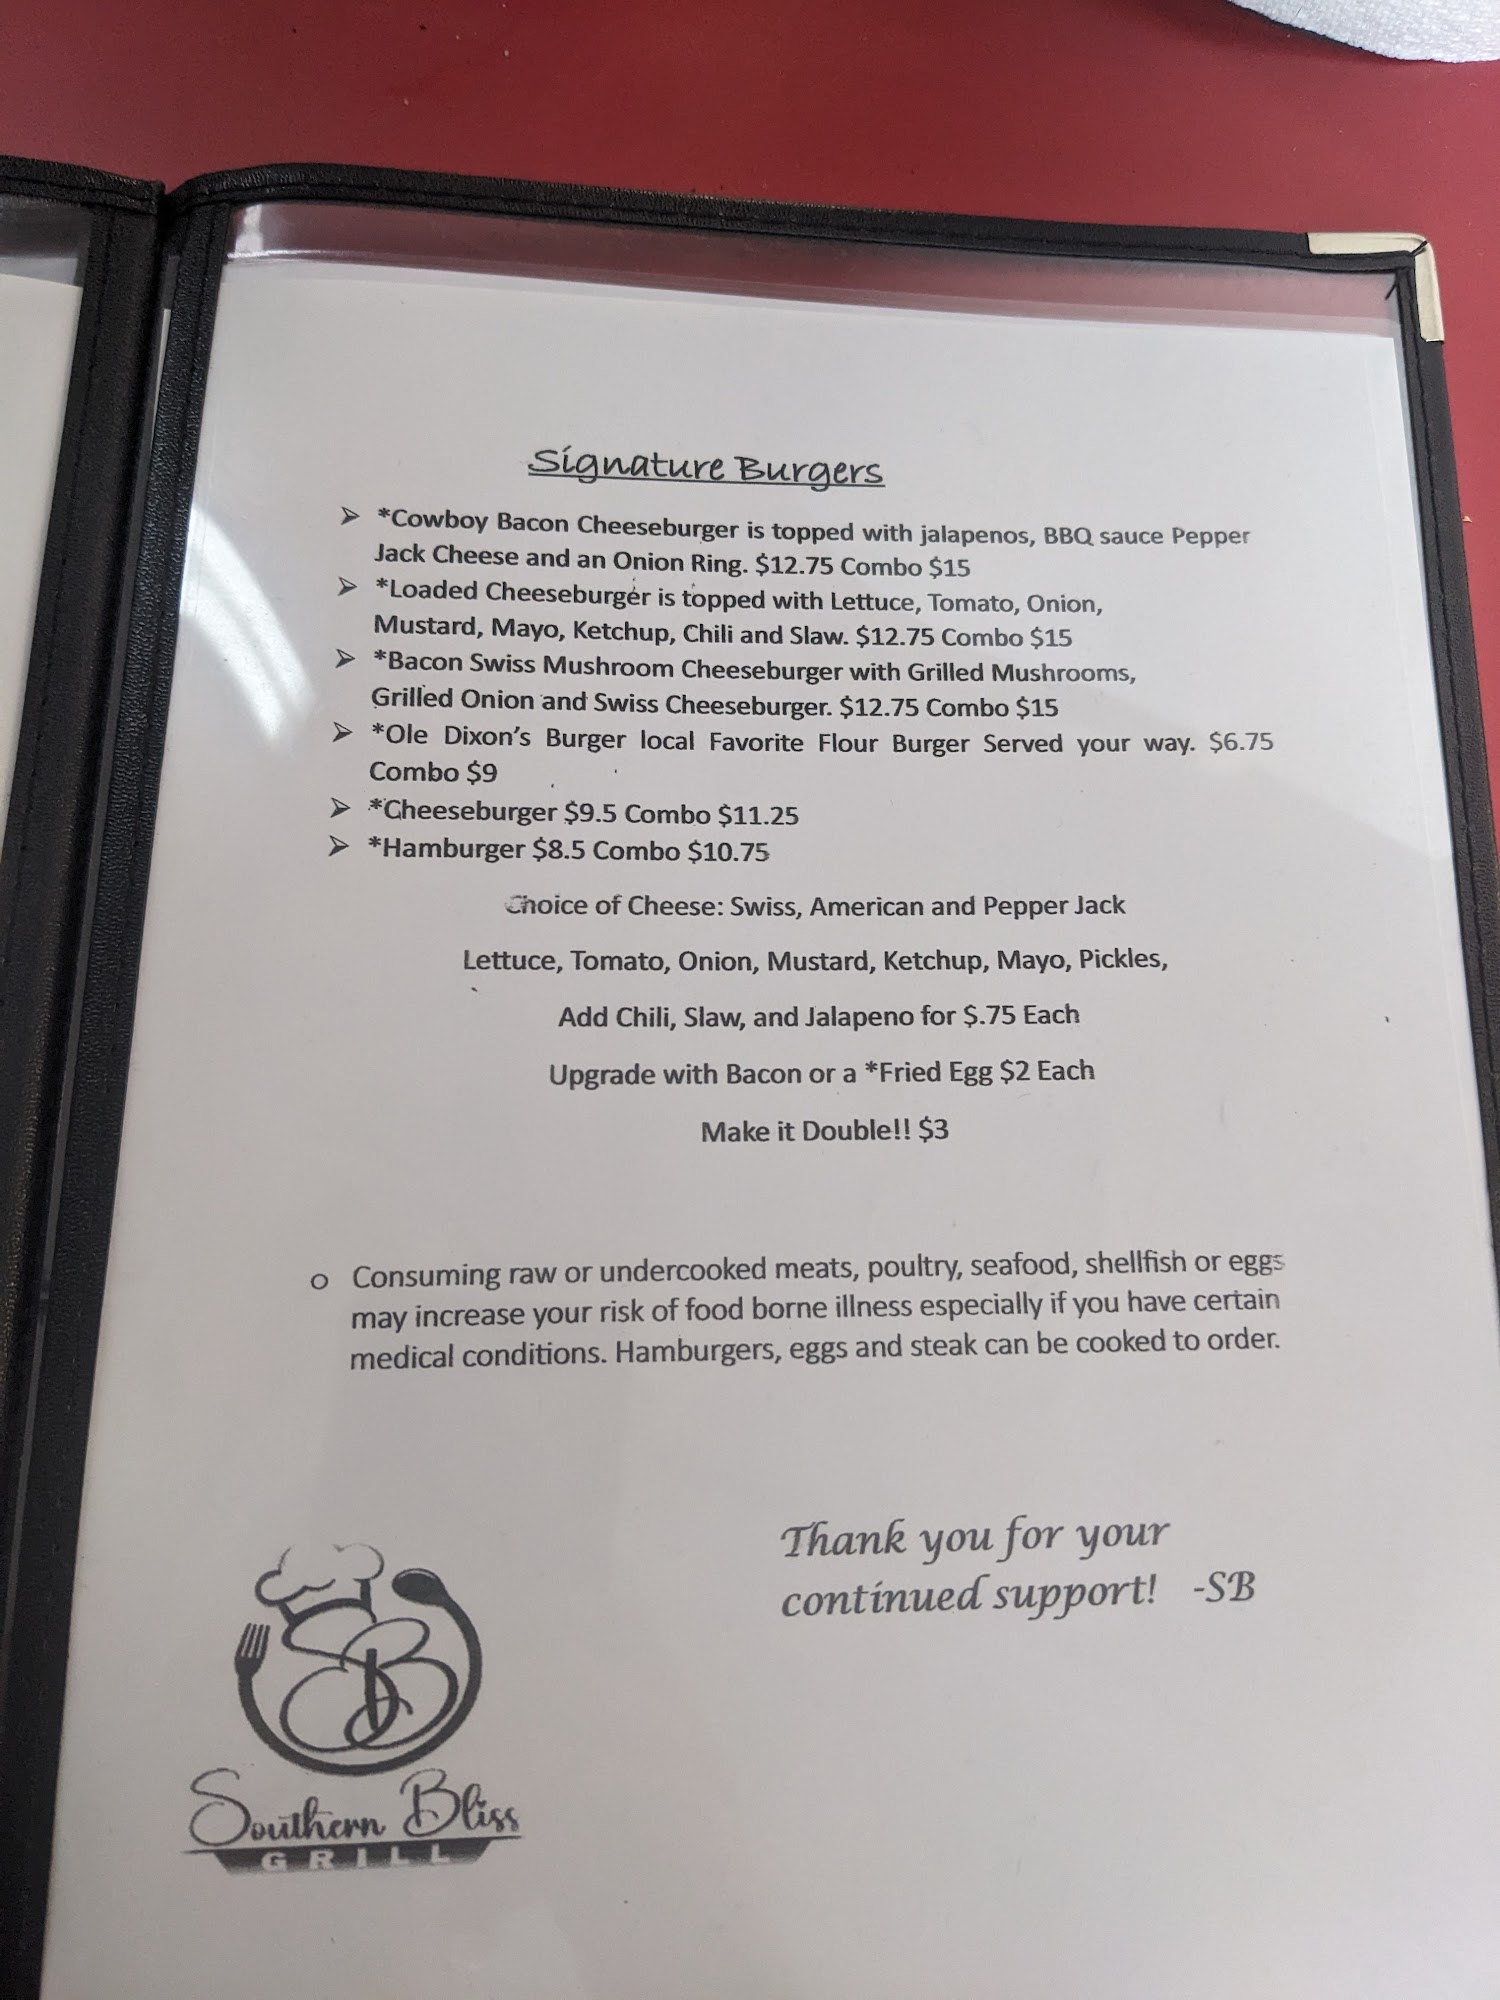 Signature Burgers
➢ *Cowboy Bacon Cheeseburger is topped with jalapenos, BBQ sauce Pepper
Jack Cheese and an Onion Ring. $12.75 Combo $15
➢ *Loaded Cheeseburger is topped with Lettuce, Tomato, Onion,
Mustard, Mayo, Ketchup, Chili and Slaw. $12.75 Combo $15
➢ *Bacon Swiss Mushroom Cheeseburger with Grilled Mushrooms,
Grilled Onion and Swiss Cheeseburger. $12.75 Combo $15
➢ *Ole Dixon's Burger local Favorite Flour Burger Served your way. $6.75
Combo $9
➢ *Cheeseburger $9.5 Combo $11.25
➢ *Hamburger $8.5 Combo $10.75
Choice of Cheese: Swiss, American and Pepper Jack
Lettuce, Tomato, Onion, Mustard, Ketchup, Mayo, Pickles,
Add Chili, Slaw, and Jalapeno for $.75 Each
Upgrade with Bacon or a *Fried Egg $2 Each
Make it Double!! $3
o Consuming raw or undercooked meats, poultry, seafood, shellfish or eggs
may increase your risk of food borne illness especially if you have certain
medical conditions. Hamburgers, eggs and steak can be cooked to order.
Thank you for your
continued support! -SB
SB
Southern Bliss
GRILL